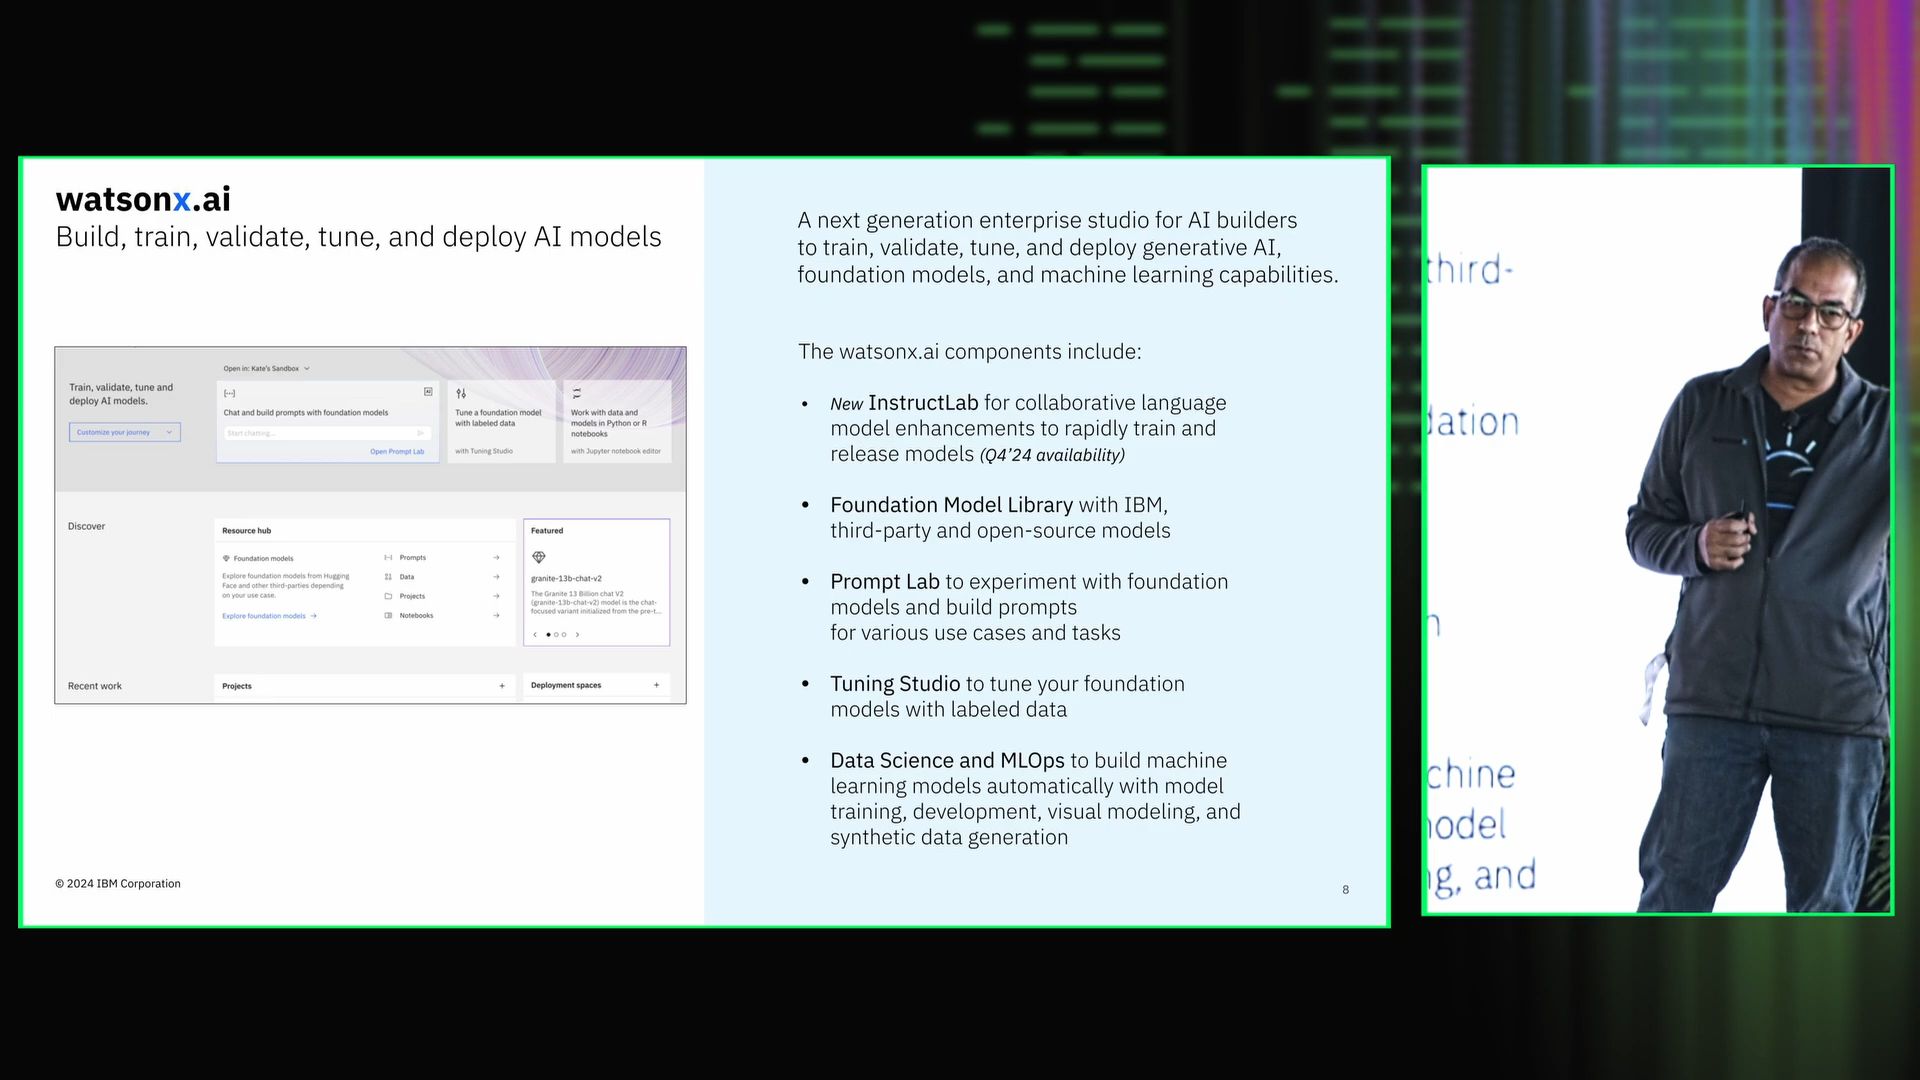 watsonx.ai
Build, train, validate, tune, and deploy AI models
Train, validate, tune and
deploy AI models.
Customize your journey
Open in: Kate's Sandbox
Chat and build prompts with foundation models
Start chatting...
Open Prompt Lab
Tune a foundation model
with labeled data
with Tuning Studio
Work with data and
models in Python or R
notebooks
with Jupyter notebook editor
Discover
Resource hub
Foundation models
Explore foundation models from Hugging
Face and other third-parties depending
on your use case.
Explore foundation models →
Prompts →
Data →
Projects →
Notebooks →
Featured
granite-13b-chat-v2
The Granite 13 Billion chat V2
(granite-13b-chat-v2) model is the chat-
focused variant initialized from the pre-t...
Recent work
Projects +
Deployment spaces +
© 2024 IBM Corporation
A next generation enterprise studio for AI builders
to train, validate, tune, and deploy generative AI,
foundation models, and machine learning capabilities.
The watsonx.ai components include:
• New InstructLab for collaborative language
model enhancements to rapidly train and
release models (Q4'24 availability)
• Foundation Model Library with IBM,
third-party and open-source models
• Prompt Lab to experiment with foundation
models and build prompts
for various use cases and tasks
• Tuning Studio to tune your foundation
models with labeled data
• Data Science and MLOps to build machine
learning models automatically with model
training, development, visual modeling, and
synthetic data generation
8
third-
dation
n
chine
odel
g, and